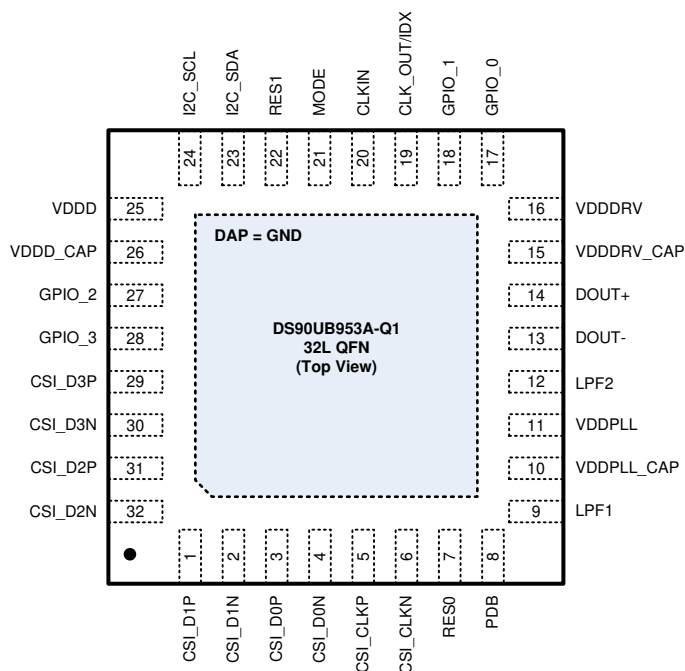 I2C_SCL
I2C_SDA
RES1
MODE
CLKIN
CLK_OUT/IDX
GPIO_1
GPIO_0
24
23
22
21
20
19
18
17
VDDD 25
VDDD_CAP 26
GPIO_2 27
GPIO_3 28
CSI_D3P 29
CSI_D3N 30
CSI_D2P 31
CSI_D2N 32
DAP = GND
DS90UB953A-Q1
32L QFN
(Top View)
16 VDDDRV
15 VDDDRV_CAP
14 DOUT+
13 DOUT-
12 LPF2
11 VDDPLL
10 VDDPLL_CAP
9 LPF1
1
2
3
4
5
6
7
8
CSI_D1P
CSI_D1N
CSI_D0P
CSI_D0N
CSI_CLKP
CSI_CLKN
RES0
PDB